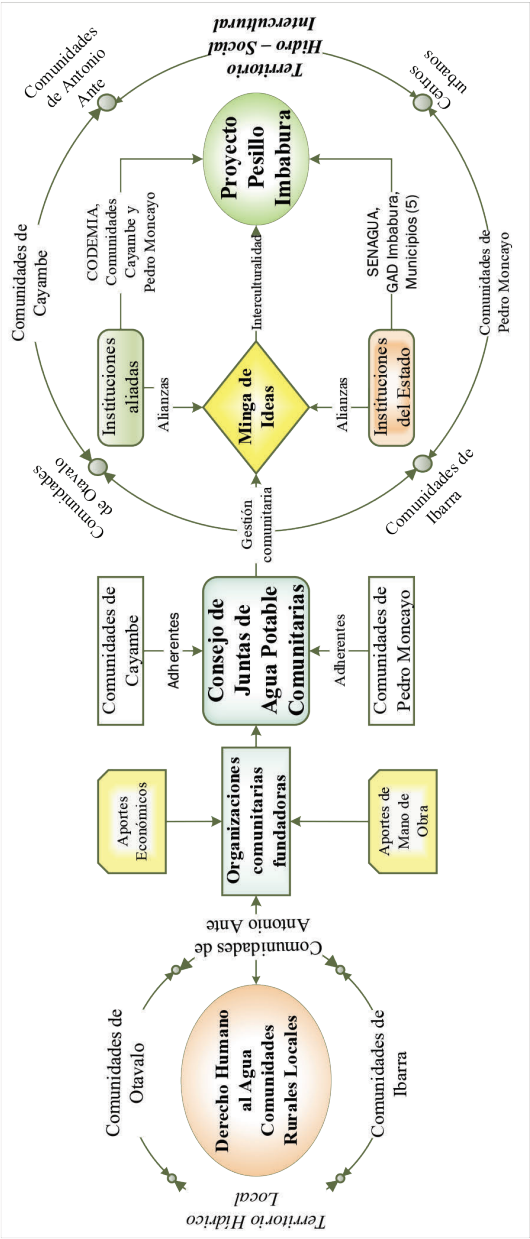 Territorio Hídrico
Local
Comunidades de
Otavalo
Derecho Humano
al Agua
Comunidades
Rurales Locales
Comunidades de
Ibarra
Comunidades de
Antonio Ante
Aportes
Económicos
Organizaciones
comunitarias
fundadoras
Aportes de
Mano de
Obra
Comunidades de
Cayambe
Adherentes
Consejo de
Juntas de
Agua Potable
Comunitarias
Adherentes
Comunidades de
Pedro Moncayo
Gestión
comunitaria
Comunidades
de Otavalo
Comunidades de
Cayambe
Comunidades
de Antonio
Ante
Instituciones
aliadas
CODEMIA,
Comunidades
Cayambe y
Pedro Moncayo
Alianzas
Minga de
Ideas
Interculturalidad
Proyecto
Pesillo
Imbabura
Alianzas
Instituciones
del Estado
SENAGUA,
GAD Imbabura,
Municipios (5)
Comunidades de
Ibarra
Comunidades de
Pedro Moncayo
Centros
urbanos
Territorio
Hidro – Social
Intercultural